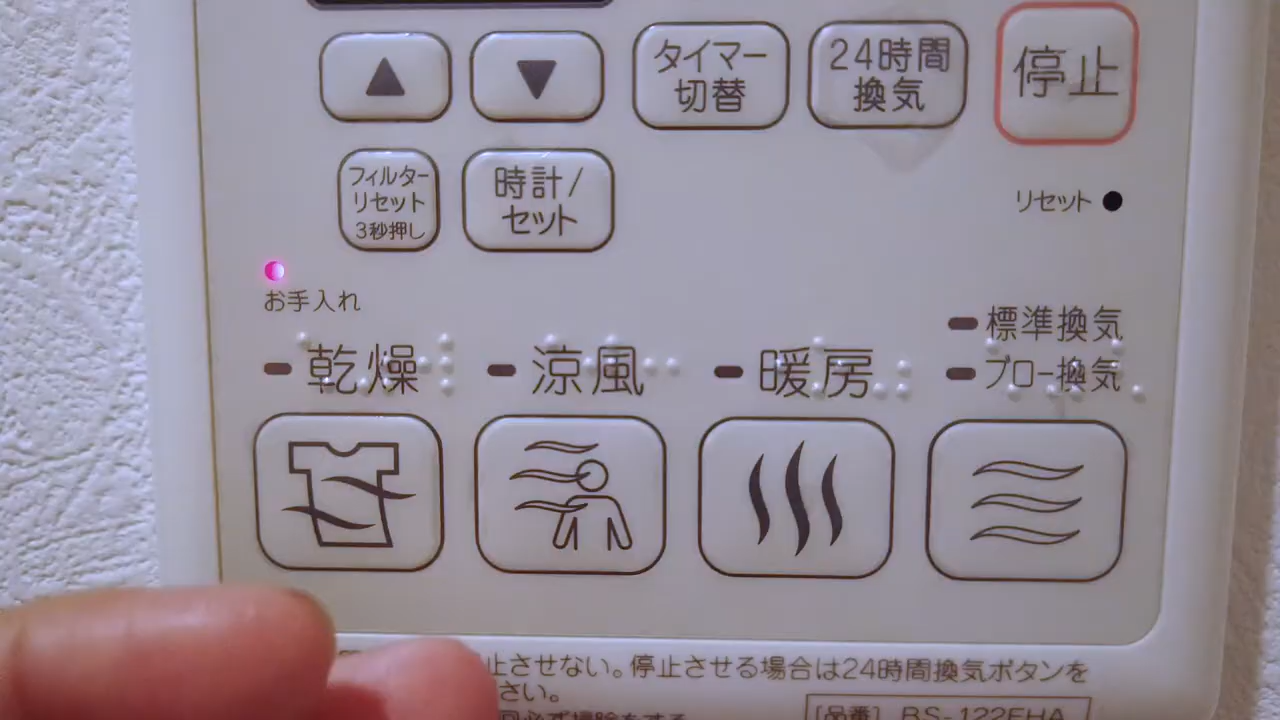 ▲
▼
タイマー
切替
24時間
換気
停止
フィルター
リセット
3秒押し
時計/
セット
リセット
お手入れ
乾燥
涼風
暖房
標準換気
ブロー換気
止させない。停止させる場合は24時間換気ボタンを
さい。
[品番] BS-122EHA